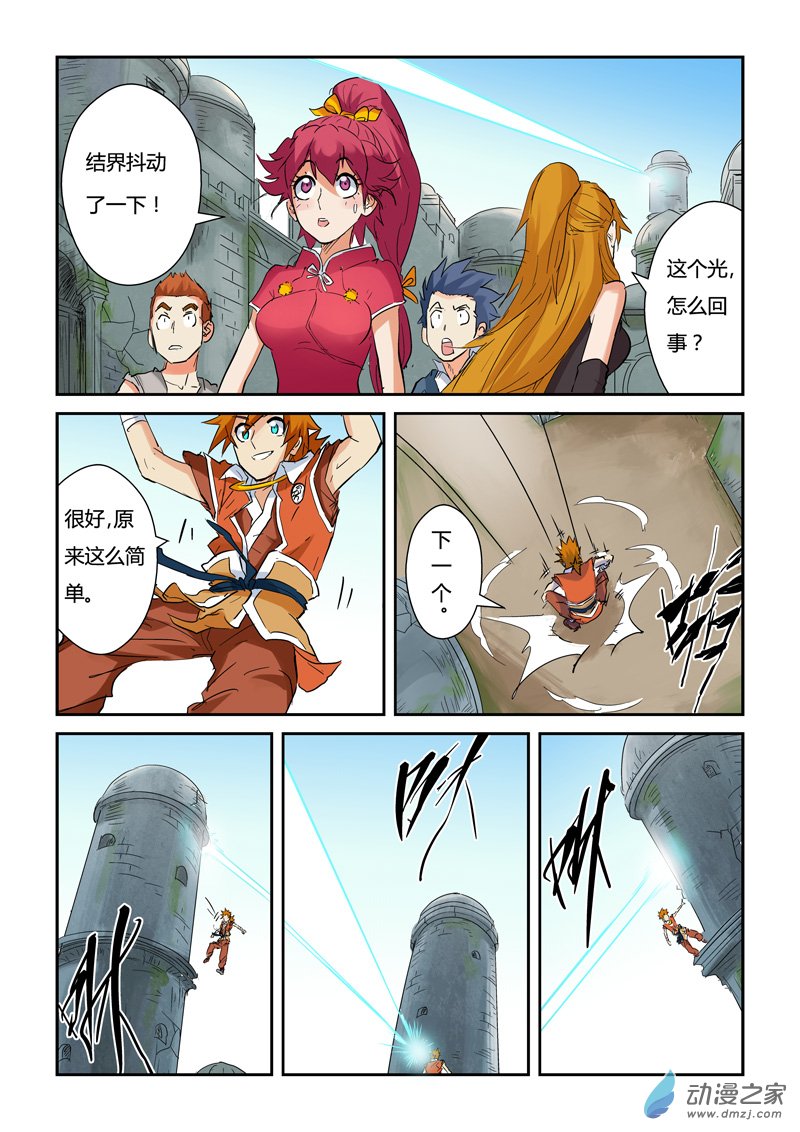 结界抖动
了一下！
这个光，
怎么回
事？
很好，原
来这么简
单。
下一个。
动漫之家
www.dmzj.com